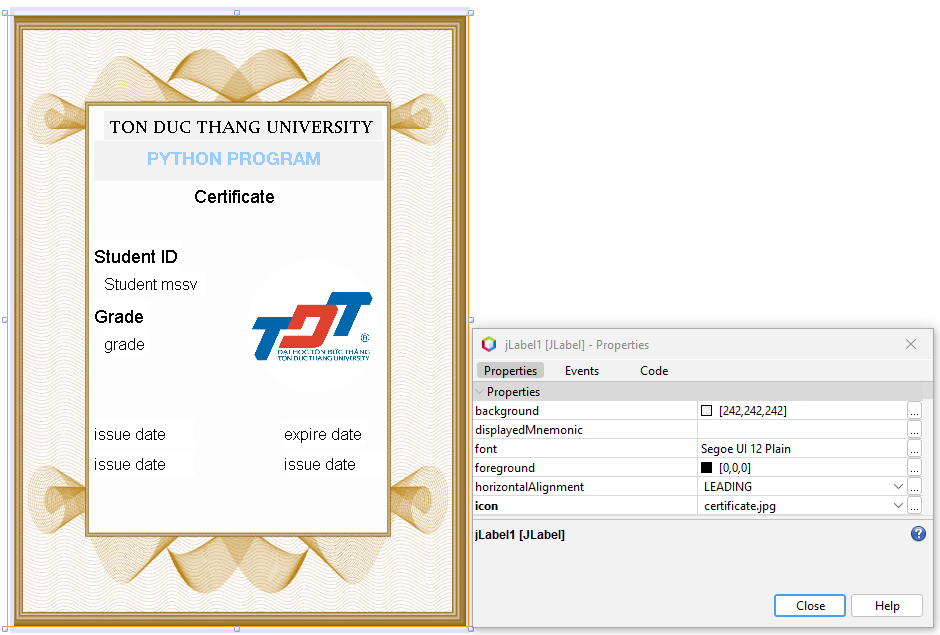 TON DUC THANG UNIVERSITY
PYTHON PROGRAM
Certificate
Student ID
Student mssv
Grade
grade
TDT
®
ĐẠI HỌC TÔN ĐỨC THẮNG
TON DUC THANG UNIVERSITY
issue date expire date
issue date issue date
jLabel1 [JLabel] - Properties
Properties Events Code
Properties
background [242,242,242] ...
displayedMnemonic ...
font Segoe UI 12 Plain ...
foreground [0,0,0] ...
horizontalAlignment LEADING ...
icon certificate.jpg ...
jLabel1 [JLabel]
?
Close Help